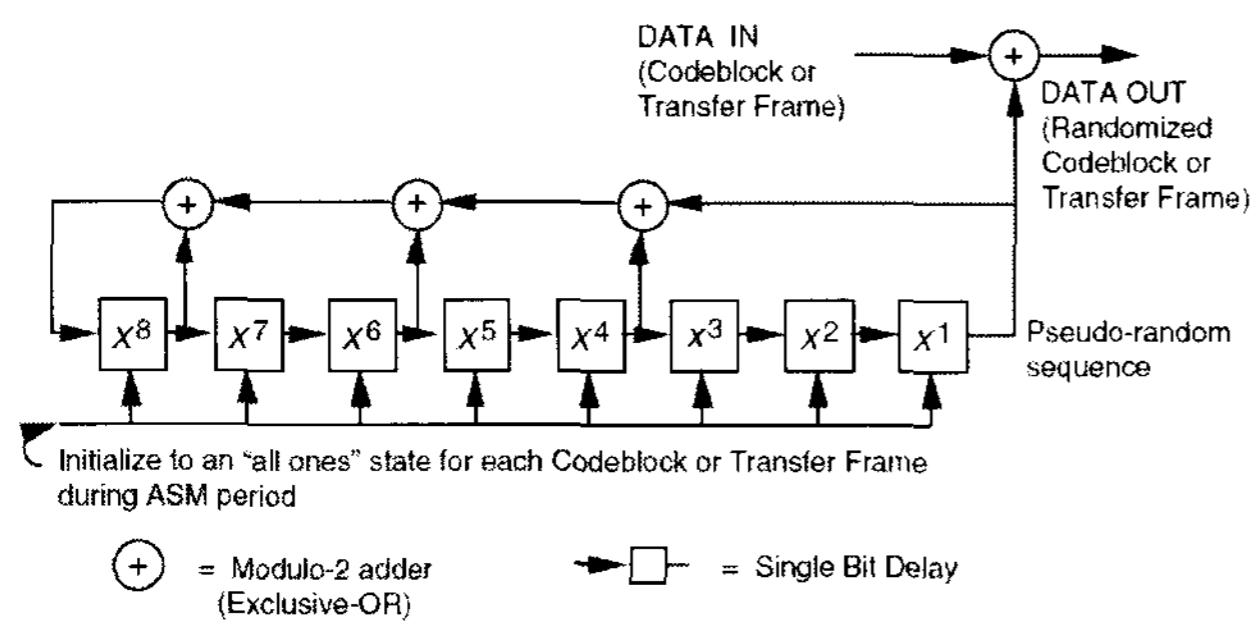 DATA IN
(Codeblock or
Transfer Frame)
+
DATA OUT
(Randomized
Codeblock or
Transfer Frame)
+ + +
X8 X7 X6 X5 X4 X3 X2 X1
Pseudo-random
sequence
Initialize to an “all ones” state for each Codeblock or Transfer Frame
during ASM period
+ = Modulo-2 adder
(Exclusive-OR)
= Single Bit Delay